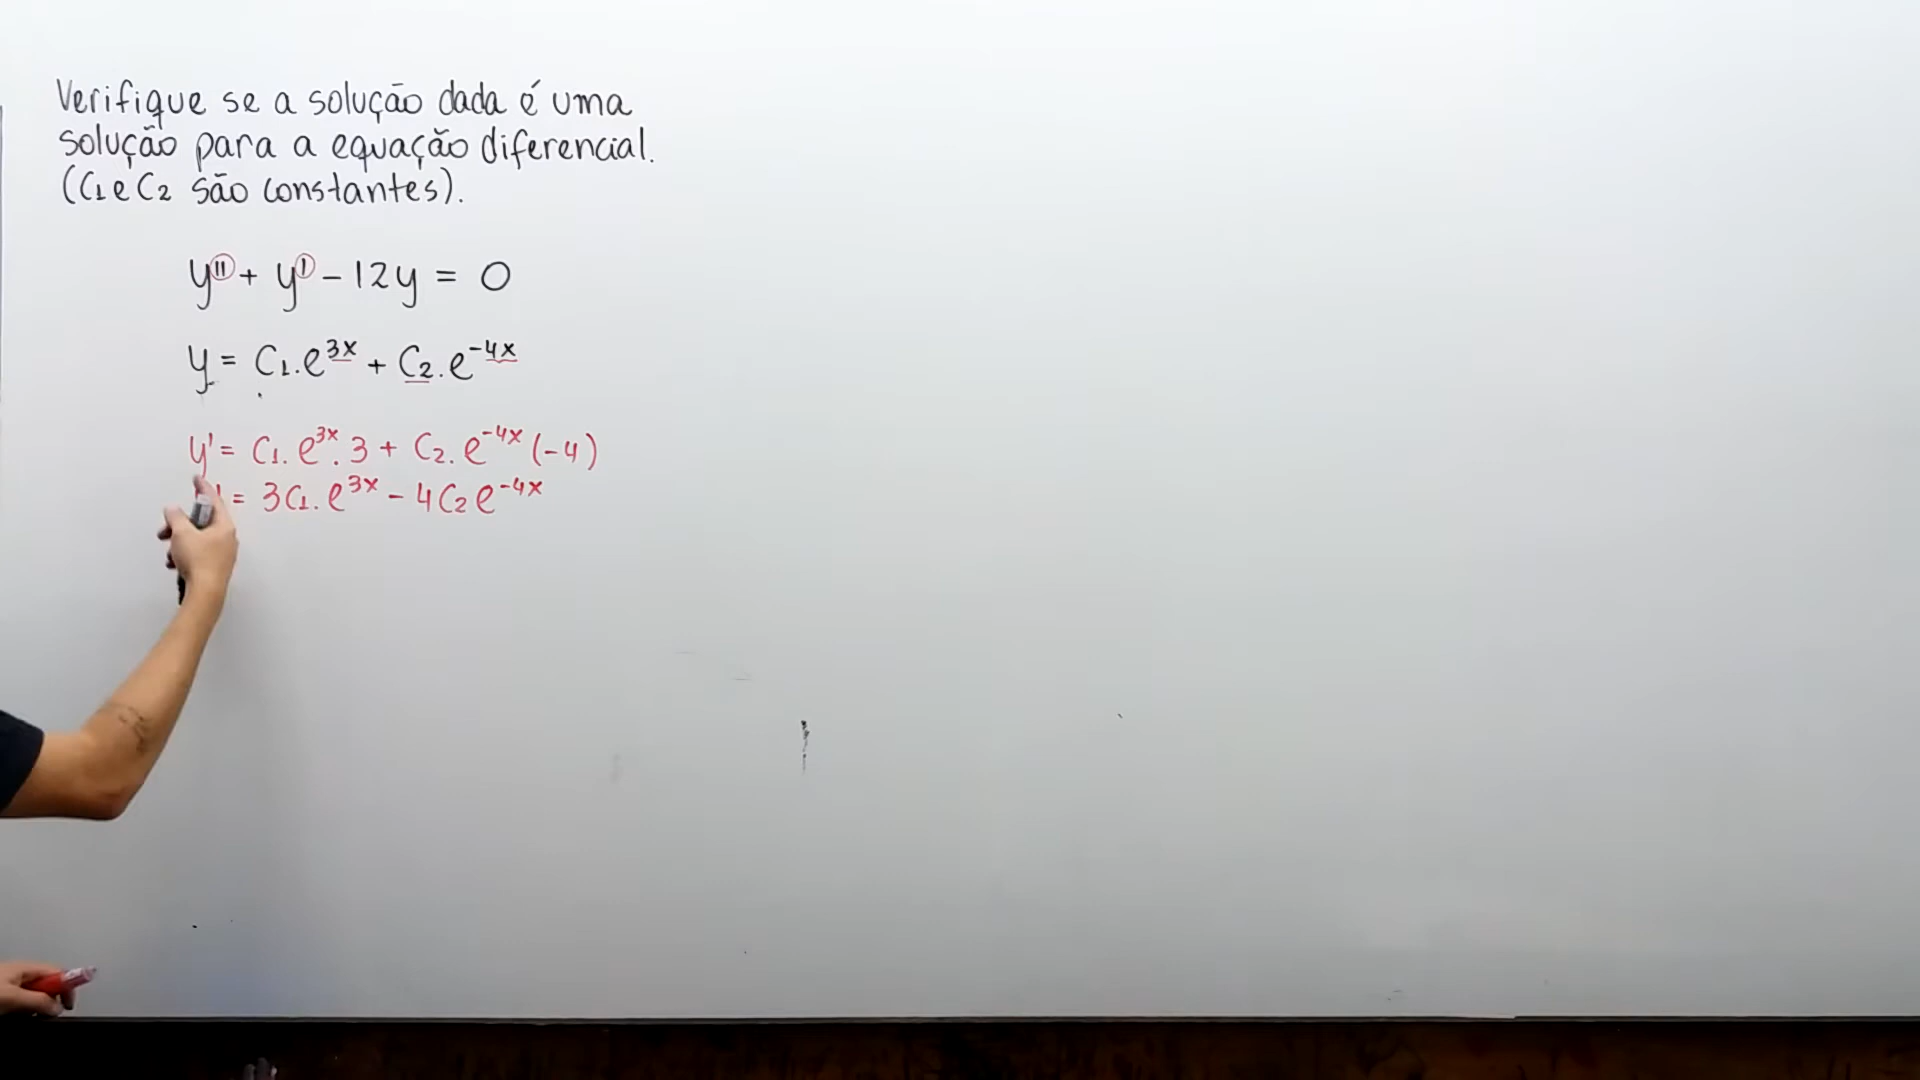 Verifique se a solução dada é uma
solução para a equação diferencial.
(C₁ e C₂ são constantes).
y'' + y' - 12y = 0
y = C₁.e^{3x} + C₂.e^{-4x}
y' = C₁.e^{3x}.3 + C₂.e^{-4x}(-4)
' = 3C₁.e^{3x} - 4C₂e^{-4x}